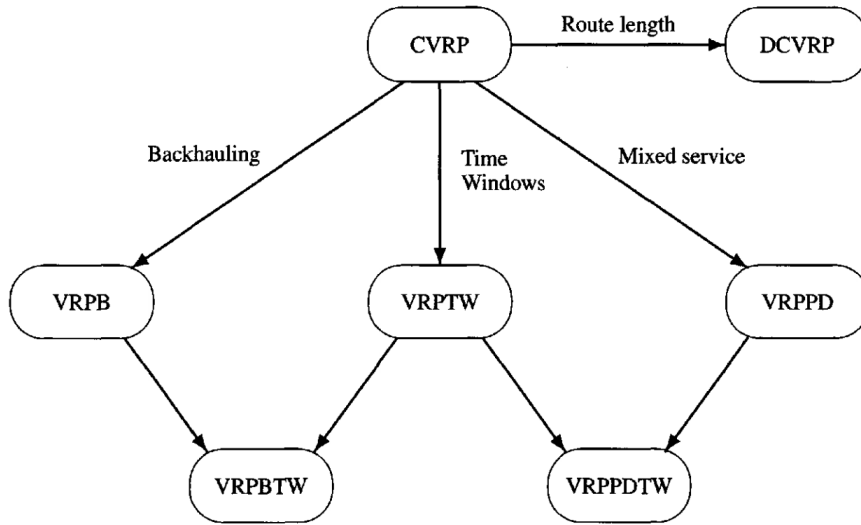 CVRP
Route length
DCVRP
Backhauling
Time
Windows
Mixed service
VRPB
VRPTW
VRPPD
VRPBTW
VRPPDTW